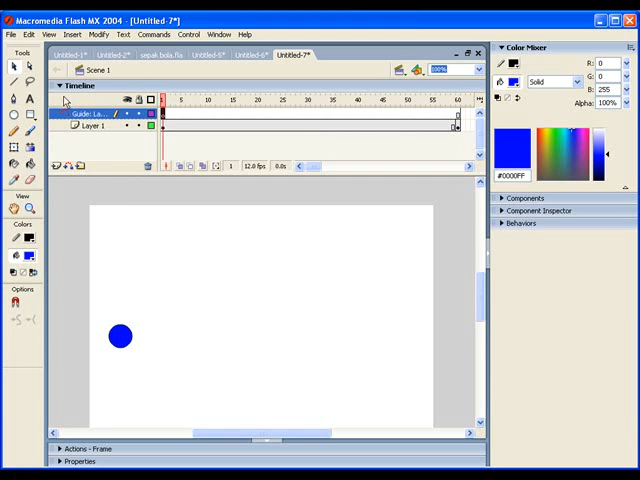 Macromedia Flash MX 2004 - [Untitled-7*]
File Edit View Insert Modify Text Commands Control Window Help
Tools
View
Colors
Options
Untitled-1* Untitled-2* sepak bola.fla Untitled-5* Untitled-6* Untitled-7*
Scene 1
100%
Timeline
1 5 10 15 20 25 30 35 40 45 50 55 60
Guide: La...
Layer 1
1 12.0 fps 0.0s
Actions - Frame
Properties
Color Mixer
R: 0
Solid
G: 0
B: 255
Alpha: 100%
#0000FF
Components
Component Inspector
Behaviors